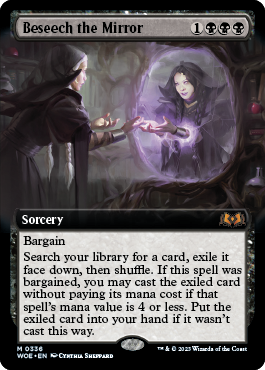 Beseech the Mirror 1
Sorcery
Bargain
Search your library for a card, exile it
face down, then shuffle. If this spell was
bargained, you may cast the exiled card
without paying its mana cost if that
spell's mana value is 4 or less. Put the
exiled card into your hand if it wasn't
cast this way.
M 0336
WOE • EN CYNTHIA SHEPPARD
™ & © 2023 Wizards of the Coast